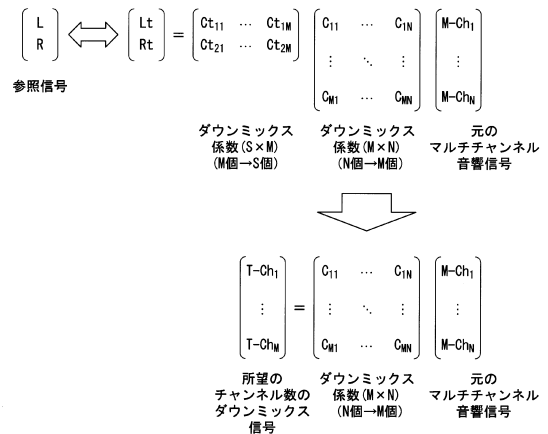 L Lt Ct₁₁ ⋯ Ct₁M C₁₁ ⋯ C₁N M-Ch₁
⇔ =
R Rt Ct₂₁ ⋯ Ct₂M ⋮ ⋱ ⋮ ⋮
CM₁ ⋯ CMN M-ChN
参照信号
ダウンミックス ダウンミックス 元の
係数(S×M) 係数(M×N) マルチチャンネル
(M個→S個) (N個→M個) 音響信号
T-Ch₁ C₁₁ ⋯ C₁N M-Ch₁
⋮ = ⋮ ⋱ ⋮ ⋮
T-ChM CM₁ ⋯ CMN M-ChN
所望の ダウンミックス 元の
チャンネル数の 係数(M×N) マルチチャンネル
ダウンミックス (N個→M個) 音響信号
信号